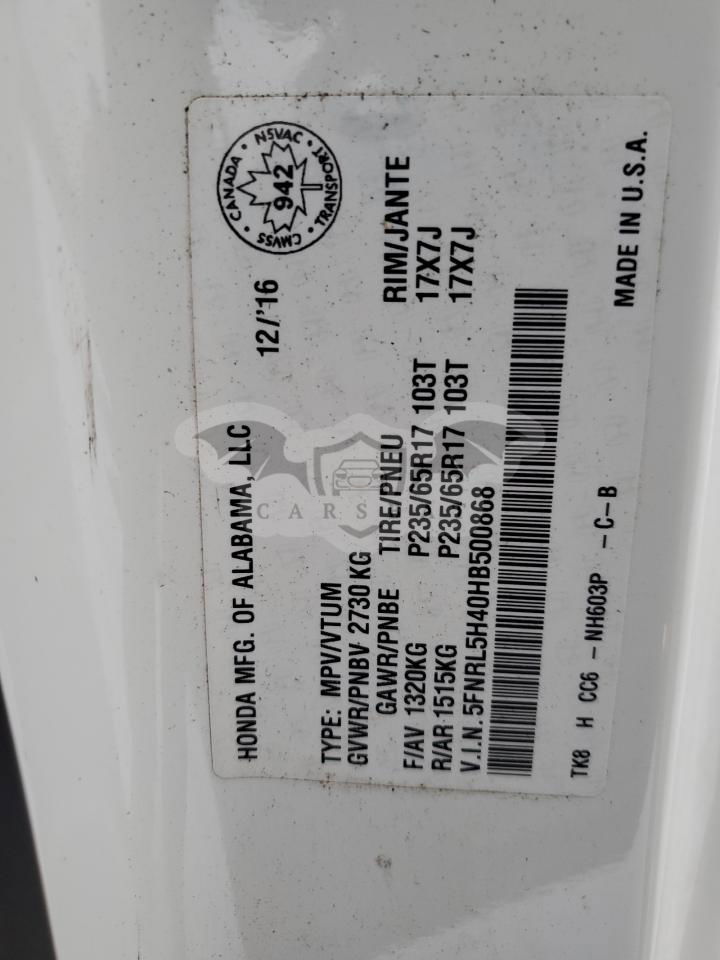 HONDA MFG. OF ALABAMA, LLC 12/'16
CANADA • NSVAC • TRANSPORT • CMVSS •
942
TYPE: MPV/VTUM
GVWR/PNBV 2730 KG
GAWR/PNBE TIRE/PNEU RIM/JANTE
F/AV 1320KG P235/65R17 103T 17X7J
R/AR 1515KG P235/65R17 103T 17X7J
V.I.N. 5FNRL5H40HB500868
TK8 H CC6 - NH603P - C-B MADE IN U.S.A.